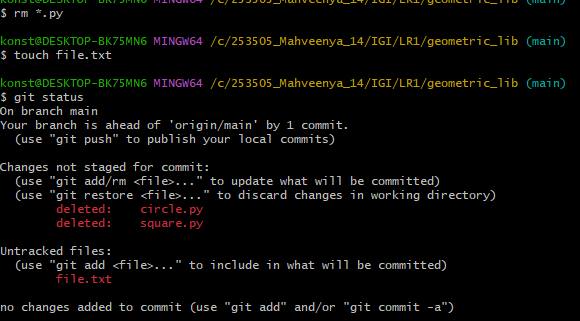 $ rm *.py
konst@DESKTOP-BK75MN6 MINGW64 /c/253505_Mahveenya_14/IGI/LR1/geometric_lib (main)
$ touch file.txt
konst@DESKTOP-BK75MN6 MINGW64 /c/253505_Mahveenya_14/IGI/LR1/geometric_lib (main)
$ git status
On branch main
Your branch is ahead of 'origin/main' by 1 commit.
  (use "git push" to publish your local commits)
Changes not staged for commit:
  (use "git add/rm <file>..." to update what will be committed)
  (use "git restore <file>..." to discard changes in working directory)
        deleted:    circle.py
        deleted:    square.py
Untracked files:
  (use "git add <file>..." to include in what will be committed)
        file.txt
no changes added to commit (use "git add" and/or "git commit -a")